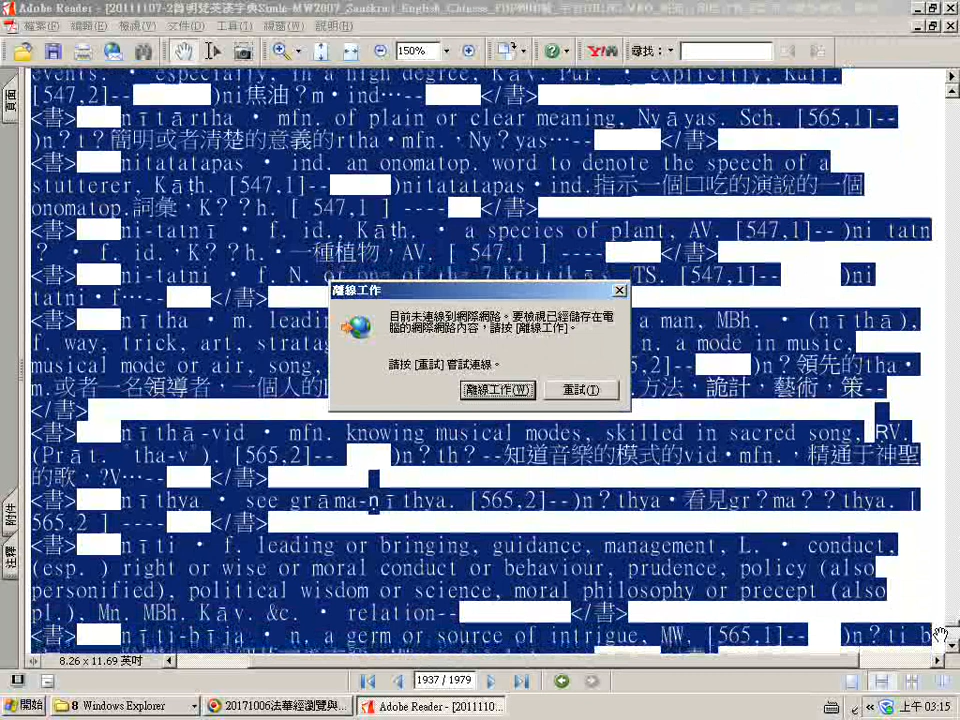 Adobe Reader - [20111107-2簡明梵英漢字典
檔案(F) 編輯(E) 檢視(V) 文件(D) 工具(T) 視窗(W) 說明(H)
150% 尋找：
頁面
events. • especially, in a high degree, Kāv. Pur. • explicitly, Kull.
[547,2]-- )ni焦油?m•ind…-- </書>
<書> nītārtha • mfn. of plain or clear meaning, Nyāyas. Sch. [565,1]--
)n?t?簡明或者清楚的意義的rtha•mfn., Ny?yas…-- </書>
<書> nitatatapas • ind. an onomatop. word to denote the speech of a
stutterer, Kāṭh. [547,1]-- )nitatatapas•ind.指示一個口吃的演說的一個
onomatop.詞彙，K??h. [ 547,1 ] ---- </書>
<書> ni-tatnī • f. id., Kāṭh. • a species of plant, AV. [547,1]-- )ni tatn
? • f. id., K??h.•一種植物，AV. [ 547,1 ] ---- </書>
<書> ni-tatni • f. N. of one of the 7 Kṛittikās, TS. [547,1]-- )ni
tatni•f…-- </書>
<書> nītha • m. leadin a man, MBh. • (nīthā),
f. way, trick, art, strata n. a mode in music,
musical mode or air, so 5,2]-- )n?領先的tha•
m.或者一名領導者，一個人的 方法，詭計，藝術，策--
</書>
<書> nīthā-vid • mfn. knowing musical modes, skilled in sacred song, RV.
(Prāt. °tha-v°). [565,2]-- )n?th?--知道音樂的模式的vid•mfn.，精通于神聖
的歌，?V…-- </書>
<書> nīthya • see grāma-ṇīthya. [565,2]--)n?thya•看見gr?ma??thya. [
565,2 ] ---- </書>
<書> nīti • f. leading or bringing, guidance, management, L. • conduct,
(esp. ) right or wise or moral conduct or behaviour, prudence, policy (also
personified), political wisdom or science, moral philosophy or precept (also
pl.), Mn. MBh. Kāv. &c. • relation-- </書>
<書> nīti-bīja • n. a germ or source of intrigue, MW. [565,1]-- )n?ti b
附件
註釋
離線工作
目前未連線到網際網路。要檢視已經儲存在電
腦的網際網路內容，請按 [離線工作]。
請按 [重試] 嘗試連線。
離線工作(W) 重試(T)
8.26 x 11.69 英吋
1937 / 1979
開始 8 Windows Explorer 20171006法華經瀏覽與... Adobe Reader - [2011110... 上午 03:15